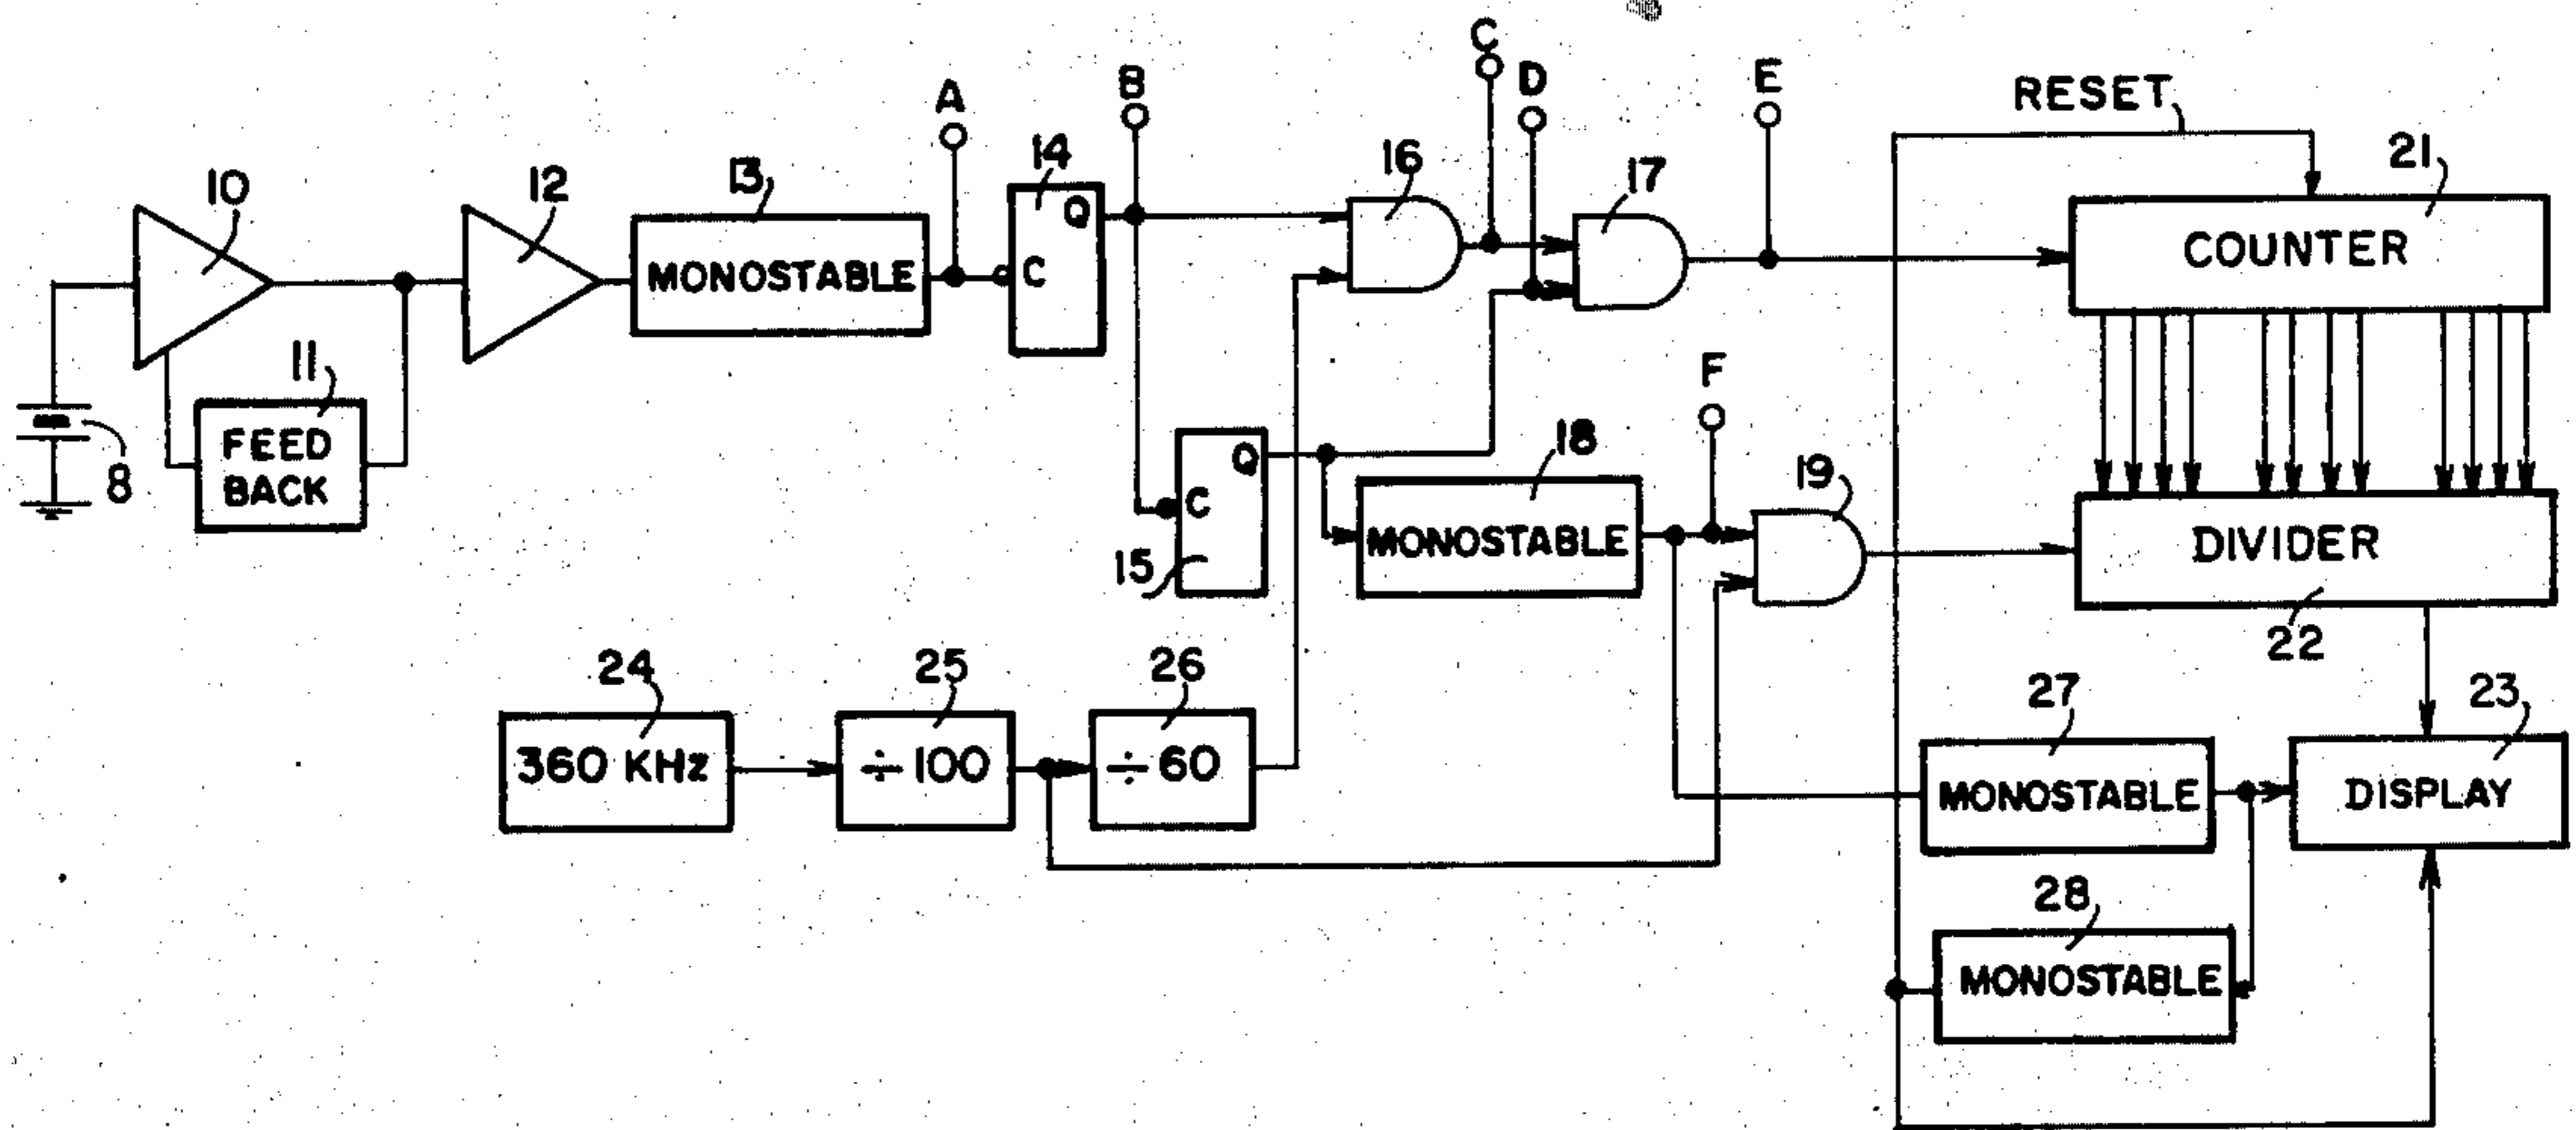 C
D
B
A
E
RESET
10
12
13
14
16
17
21
Q
COUNTER
MONOSTABLE
C
11
FEED
BACK
8
F
Q
18
19
C
MONOSTABLE
15
DIVIDER
22
24
25
26
27
23
360 KHz
÷ 100
÷ 60
MONOSTABLE
DISPLAY
28
MONOSTABLE